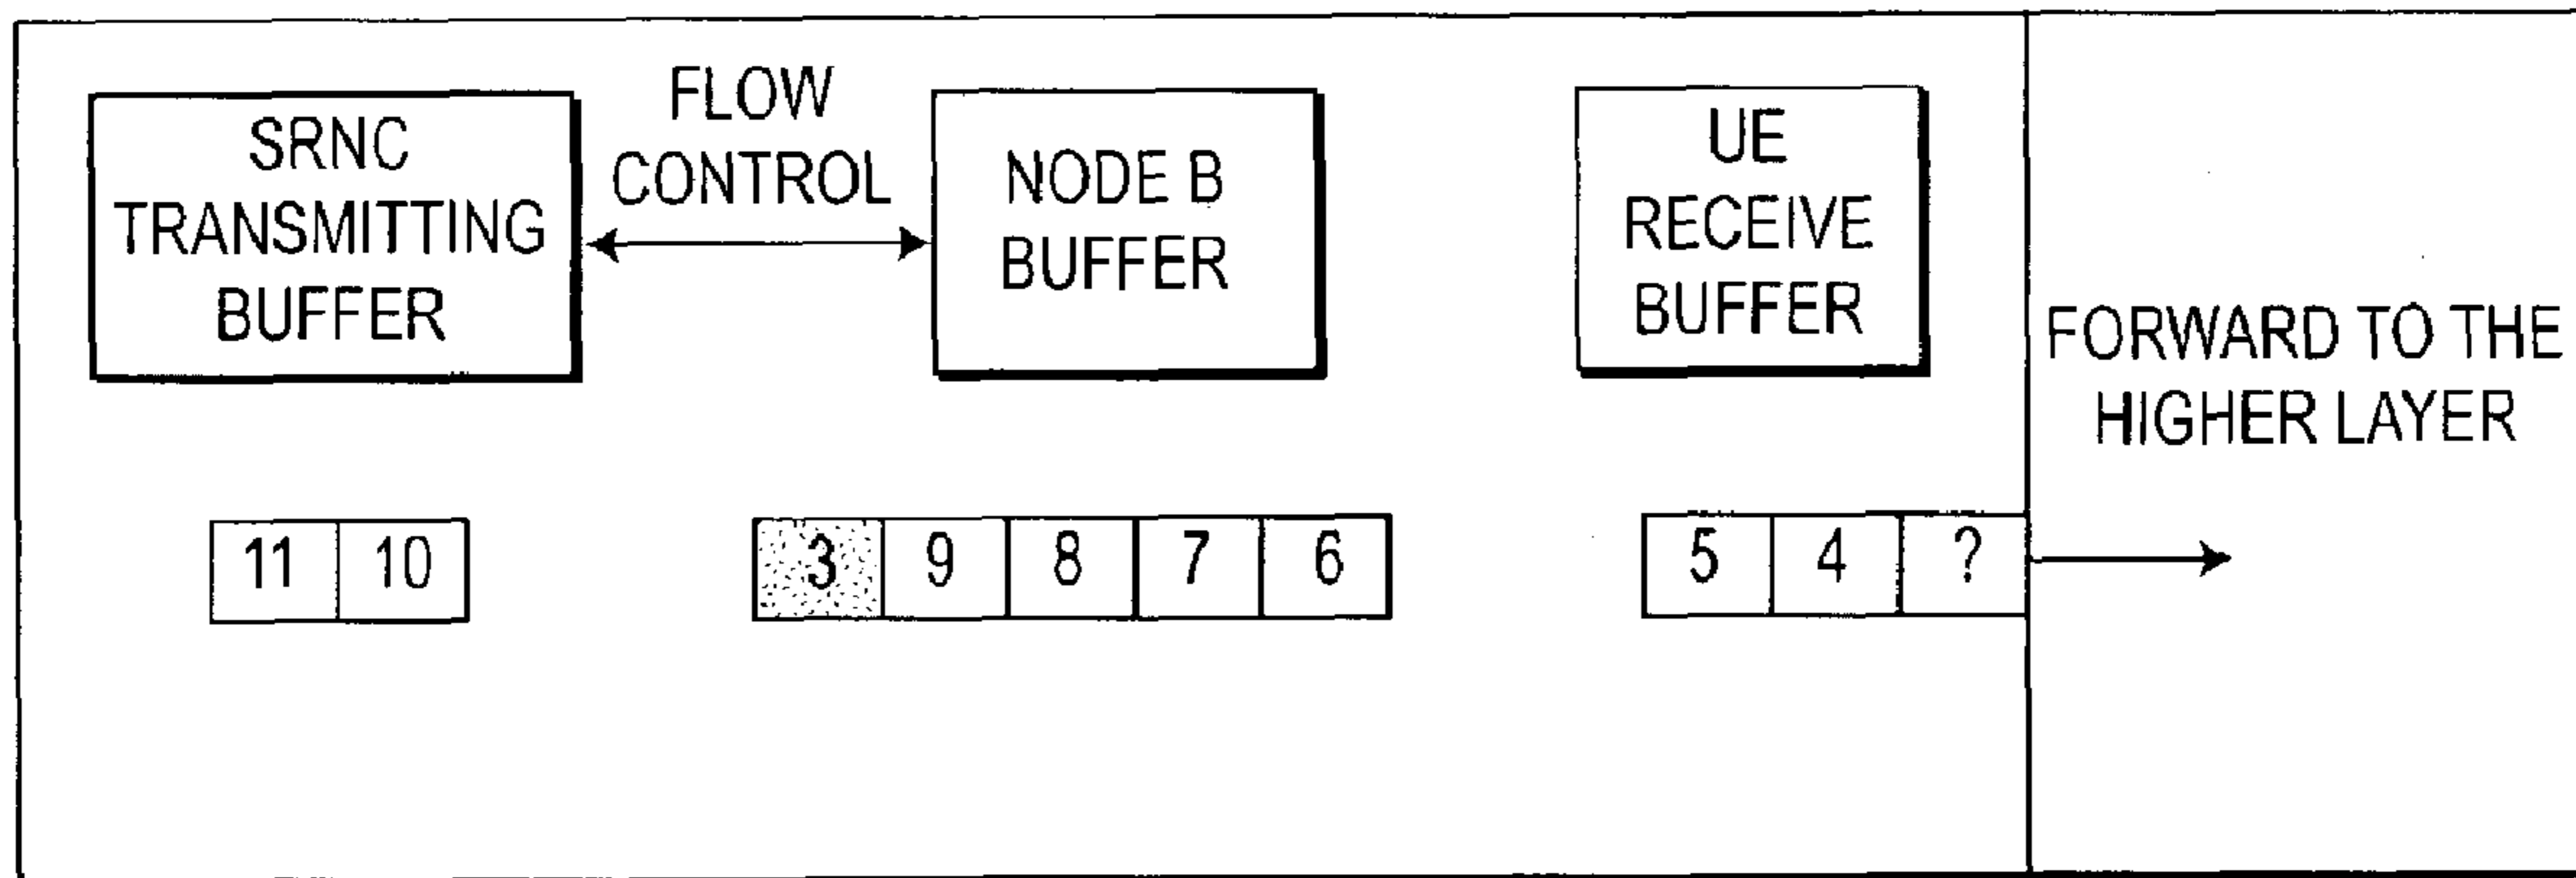 SRNC
TRANSMITTING
BUFFER
FLOW
CONTROL
NODE B
BUFFER
UE
RECEIVE
BUFFER
FORWARD TO THE
HIGHER LAYER
11 10
3 9 8 7 6
5 4 ?